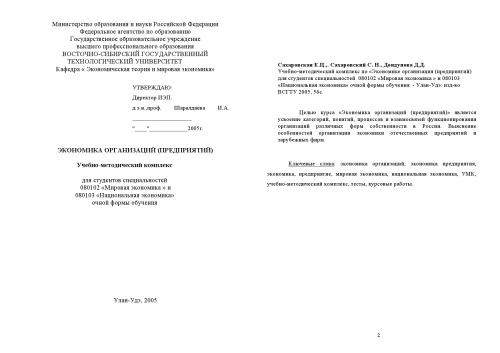 Министерство образования и науки Российской Федерации
Федеральное агентство по образованию
Государственное образовательное учреждение
высшего профессионального образования
ВОСТОЧНО-СИБИРСКИЙ ГОСУДАРСТВЕННЫЙ
ТЕХНОЛОГИЧЕСКИЙ УНИВЕРСИТЕТ
Кафедра « Экономическая теория и мировая экономика»
УТВЕРЖДАЮ:
Директор ИЭП,
д.э.н.,проф. Шаралдаева И.А.
____________________
"____"______________2005г.
ЭКОНОМИКА ОРГАНИЗАЦИЙ (ПРЕДПРИЯТИЙ)
Учебно-методический комплекс
для студентов специальностей
080102 «Мировая экономика » и
080103 «Национальная экономика»
очной формы обучения
Улан-Удэ, 2005
Сахаровская Е.Ц., Сахаровский С. Н., Дондупова Д.Д.
Учебно-методический комплекс по «Экономике организаций (предприятий)
для студентов специальностей 080102 «Мировая экономика » и 080103
«Национальная экономика» очной формы обучения - Улан-Удэ: изд-во
ВСГТУ 2005. 56с.
Целью курса «Экономика организаций (предприятий)» является
усвоение категорий, понятий, процессов и взаимосвязей функционирования
организаций различных форм собственности в России. Выявление
особенностей организации экономики отечественных предприятий и
зарубежных фирм.
Ключевые слова: экономика организаций, экономика предприятия,
экономика, предприятие, мировая экономика, национальная экономика, УМК,
учебно-методический комплекс, тесты, курсовые работы.
2